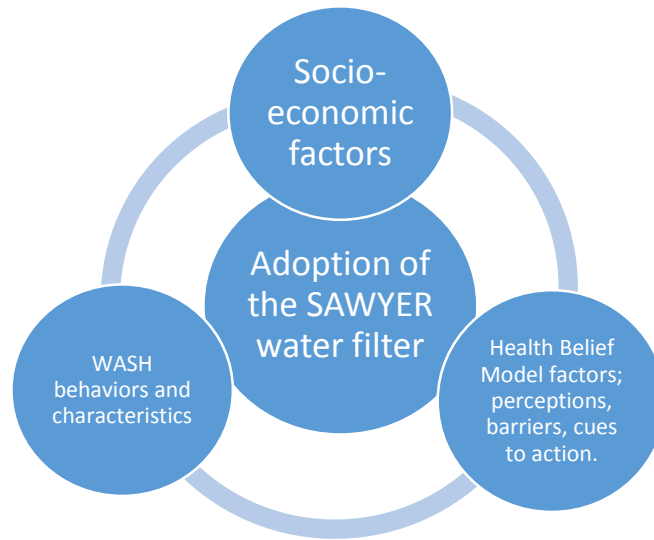 Socio-
economic
factors
Adoption of
the SAWYER
water filter
WASH
behaviors and
characteristics
Health Belief
Model factors;
perceptions,
barriers, cues
to action.